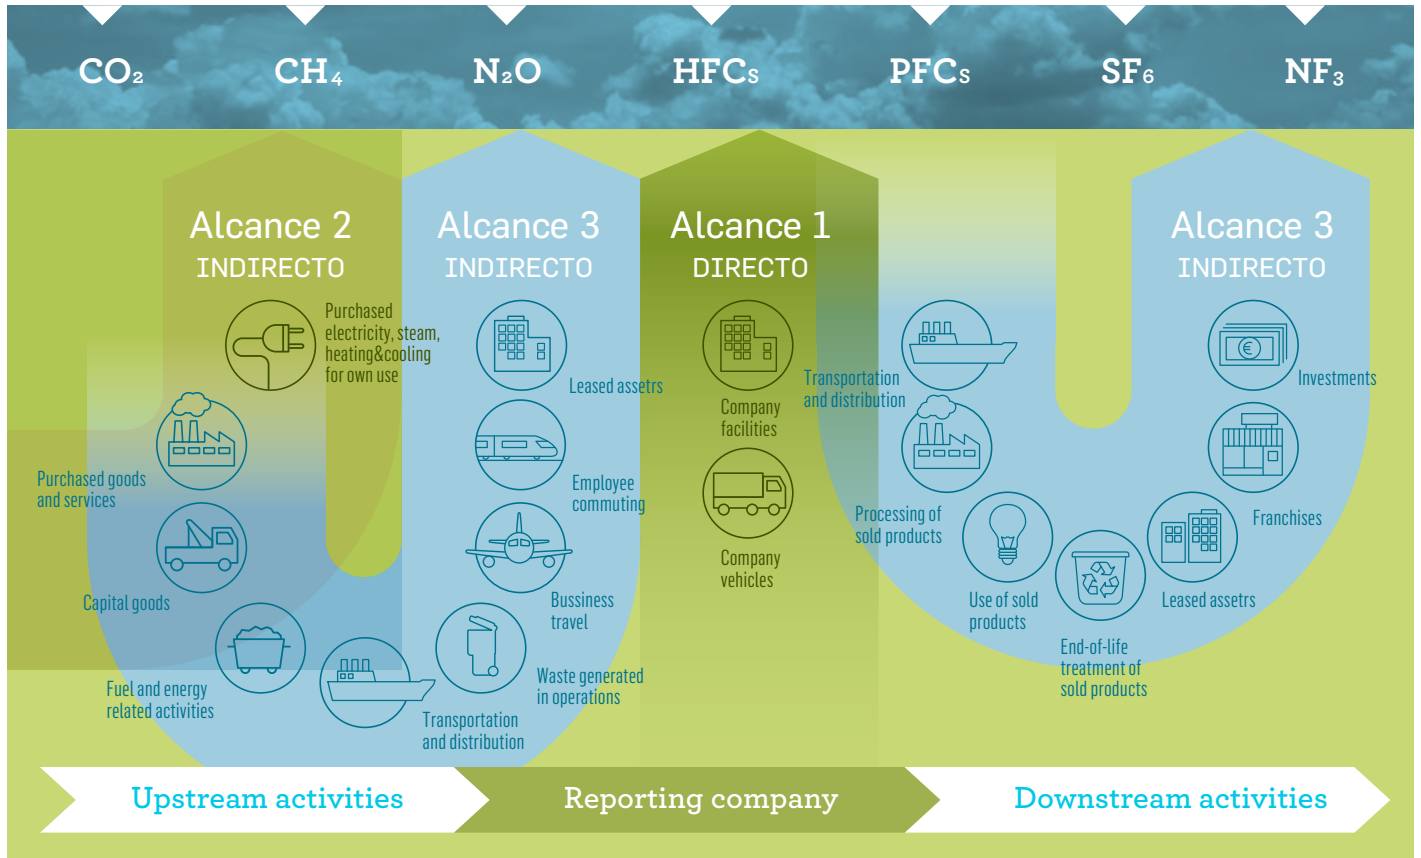 CO₂ CH₄ N₂O HFCs PFCs SF₆ NF₃
Alcance 2
INDIRECTO
Purchased
electricity, steam,
heating&cooling
for own use
Purchased goods
and services
Capital goods
Fuel and energy
related activities
Transportation
and distribution
Alcance 3
INDIRECTO
Leased assetrs
Employee
commuting
Bussiness
travel
Waste generated
in operations
Alcance 1
DIRECTO
Company
facilities
Company
vehicles
Transportation
and distribution
Processing of
sold products
Use of sold
products
End-of-life
treatment of
sold products
Alcance 3
INDIRECTO
€
Investments
Franchises
Leased assetrs
Upstream activities
Reporting company
Downstream activities